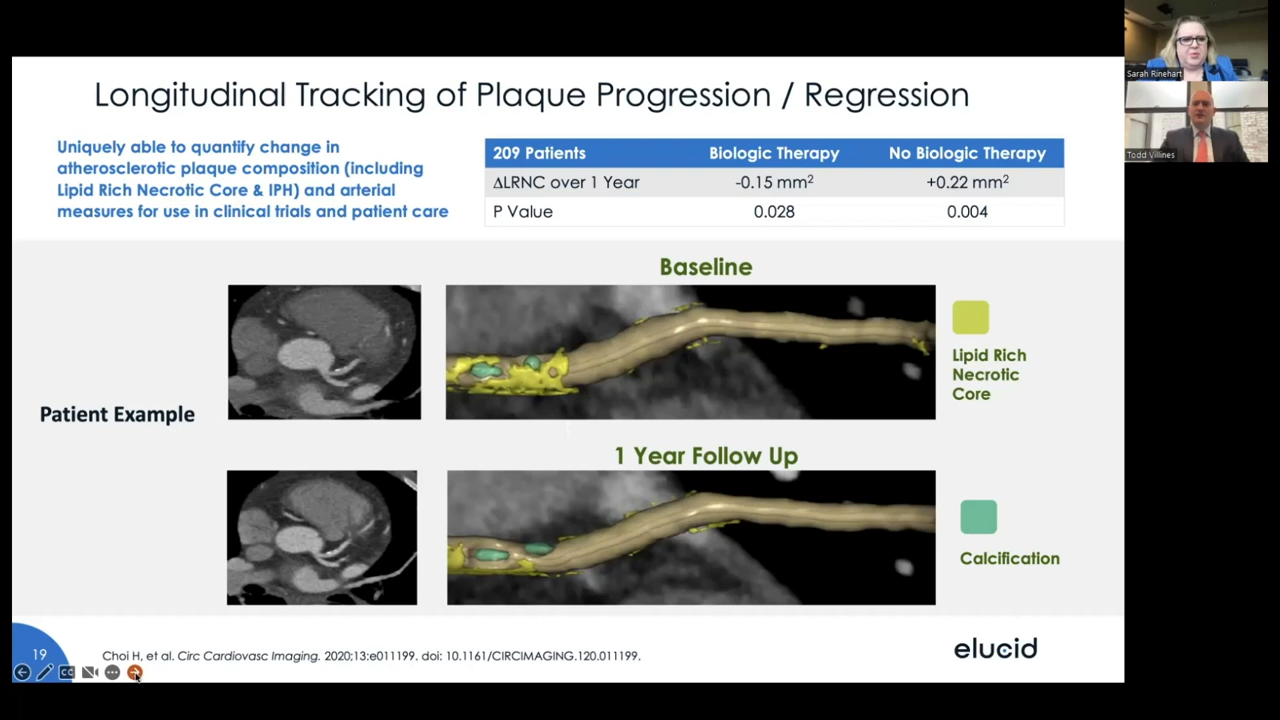 Longitudinal Tracking of Plaque Progression / Regression
Uniquely able to quantify change in
atherosclerotic plaque composition (including
Lipid Rich Necrotic Core & IPH) and arterial
measures for use in clinical trials and patient care
209 Patients Biologic Therapy No Biologic Therapy
ΔLRNC over 1 Year -0.15 mm² +0.22 mm²
P Value 0.028 0.004
Baseline
Lipid Rich
Necrotic
Core
Patient Example
1 Year Follow Up
Calcification
19
Choi H, et al. Circ Cardiovasc Imaging. 2020;13:e011199. doi: 10.1161/CIRCIMAGING.120.011199.
elucid
CC
Sarah Rinehart
Todd Villines